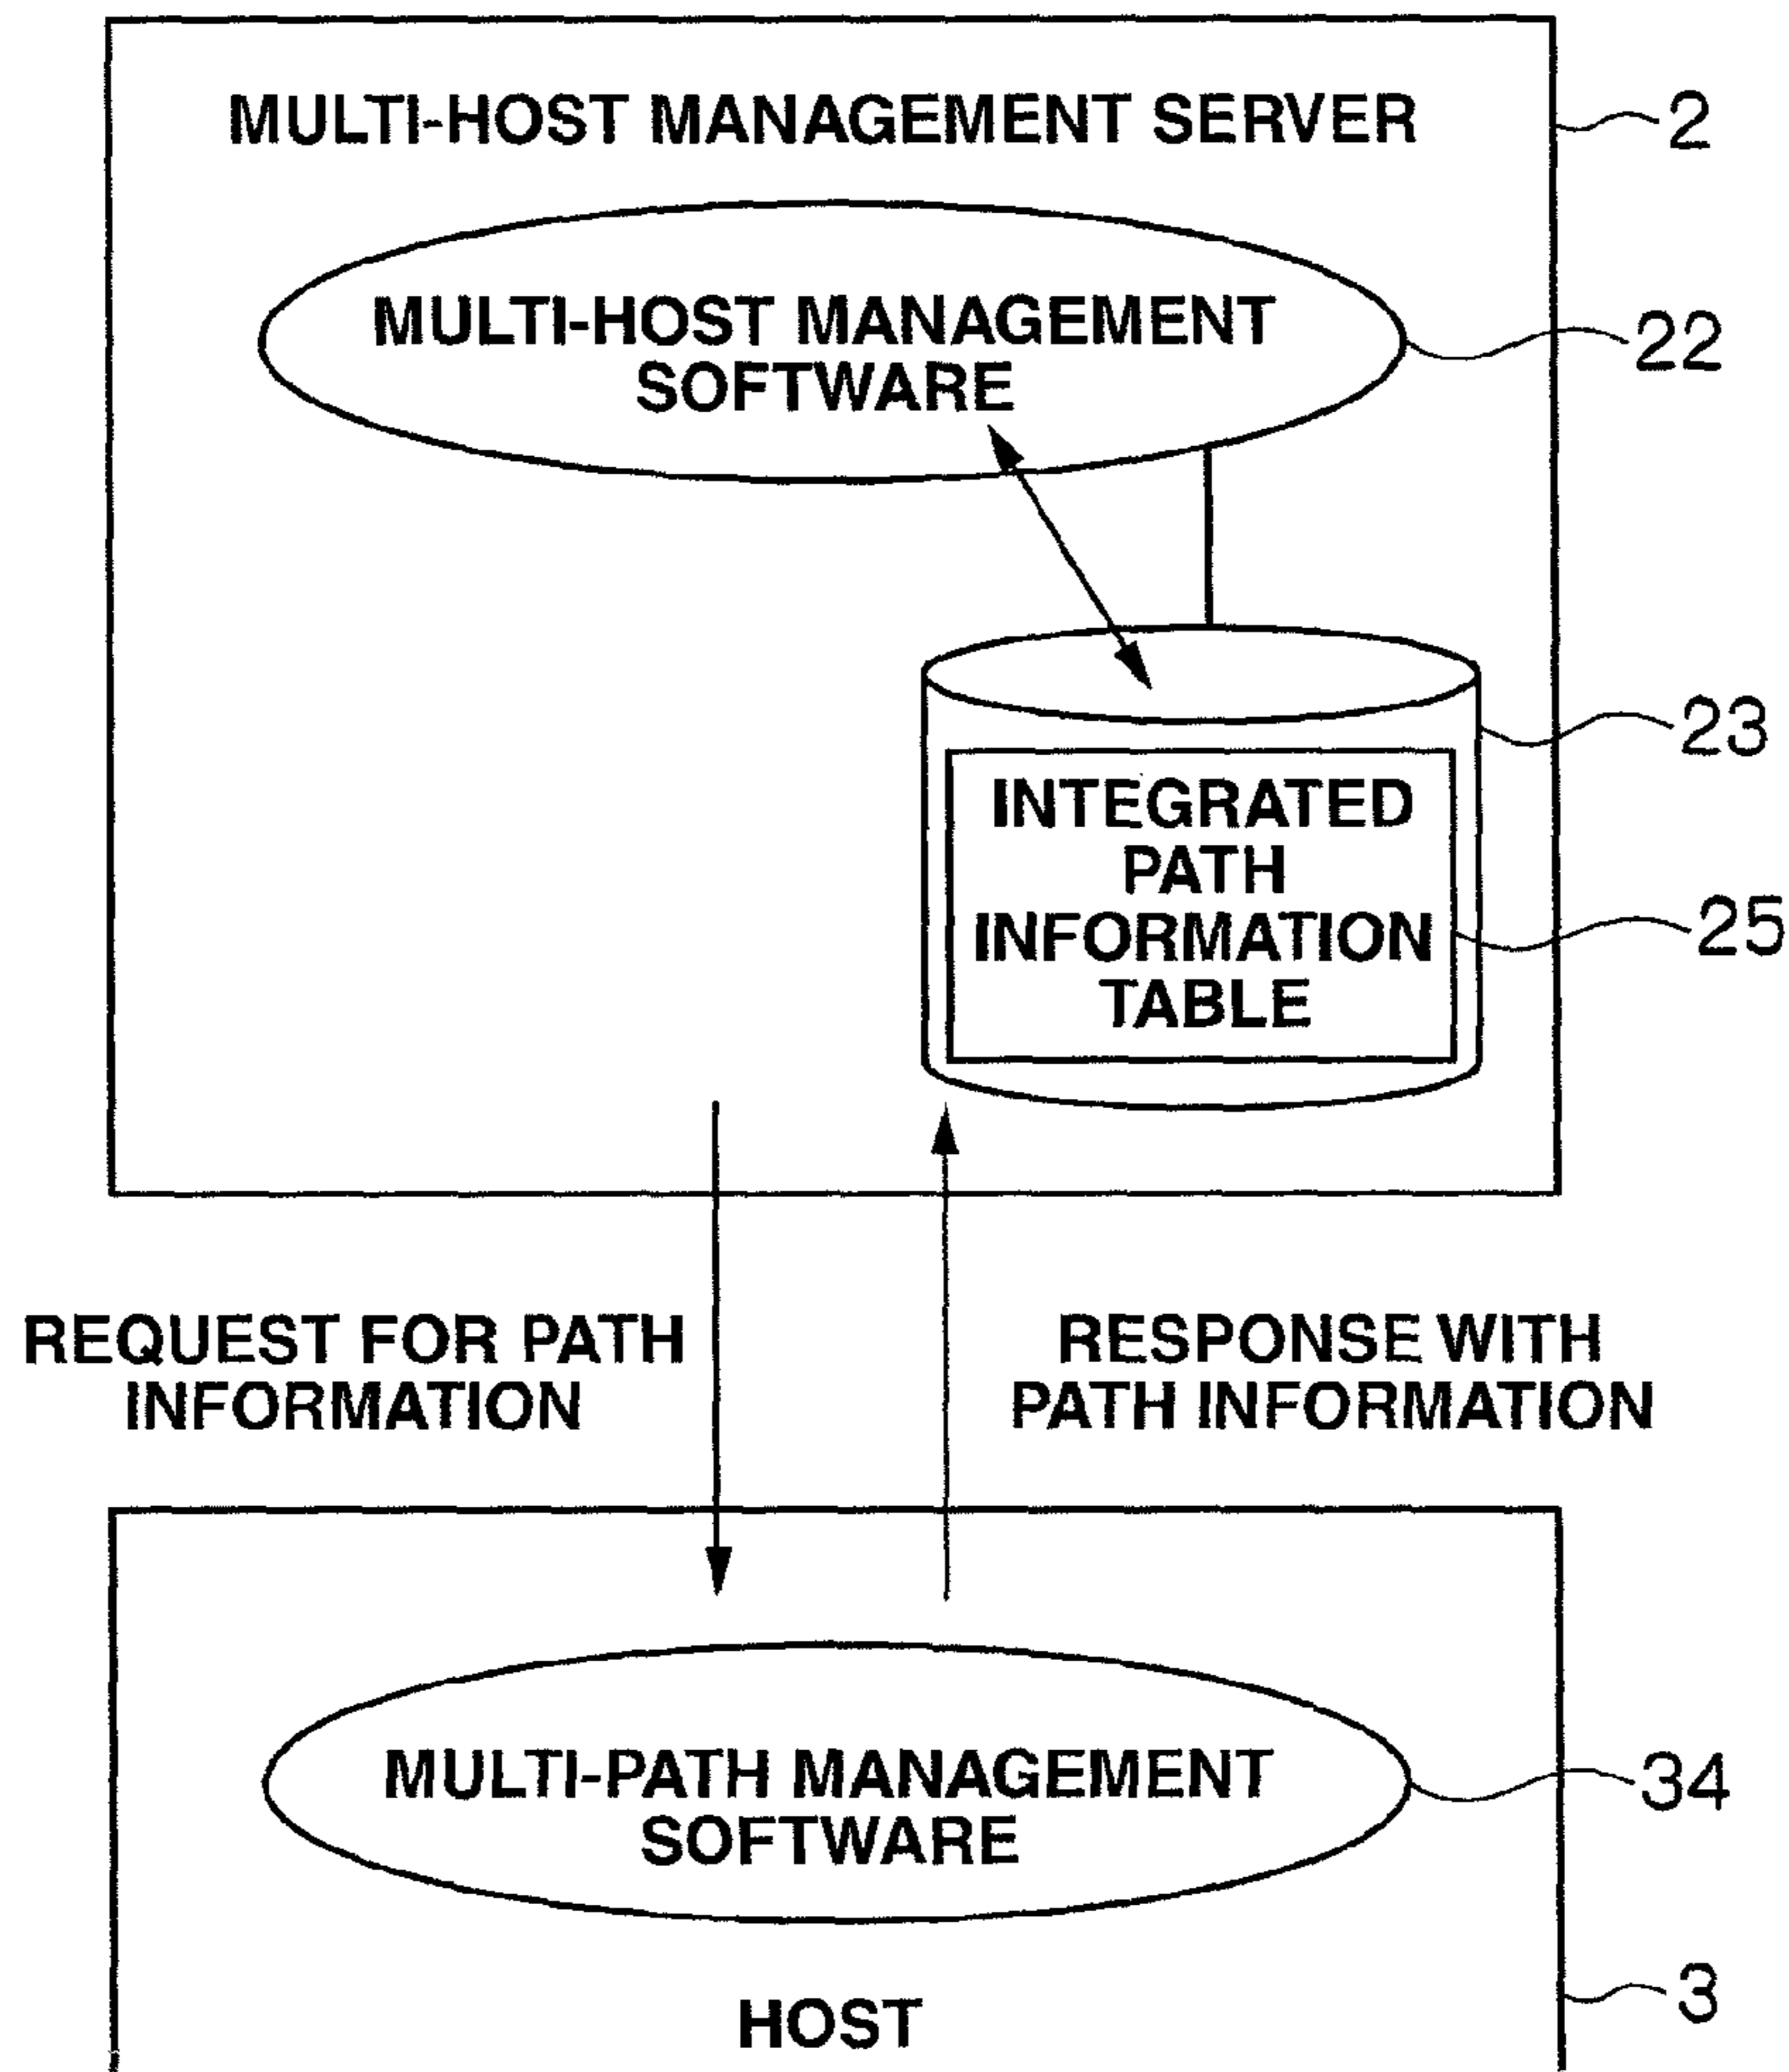 MULTI-HOST MANAGEMENT SERVER
2
MULTI-HOST MANAGEMENT
SOFTWARE
22
23
INTEGRATED
PATH
INFORMATION
TABLE
25
REQUEST FOR PATH
INFORMATION
RESPONSE WITH
PATH INFORMATION
MULTI-PATH MANAGEMENT
SOFTWARE
34
HOST
3